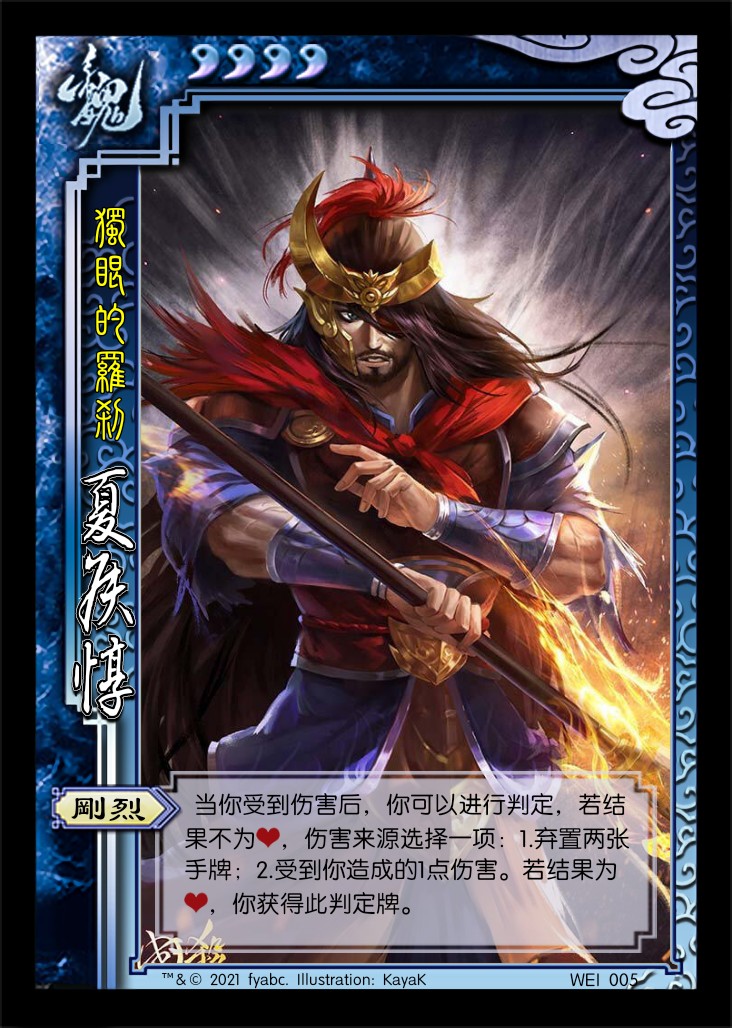 魏
獨眼的羅刹
夏侯惇
剛烈
当你受到伤害后，你可以进行判定，若结
果不为❤，伤害来源选择一项：1.弃置两张
手牌；2.受到你造成的1点伤害。若结果为
❤，你获得此判定牌。
™&© 2021 fyabc. Illustration: KayaK
WEI 005